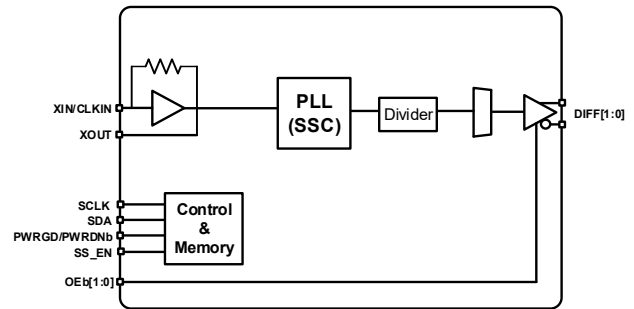 XIN/CLKIN
XOUT
PLL
(SSC)
Divider
DIFF[1:0]
SCLK
SDA
PWRGD/PWRDNb
SS_EN
Control
&
Memory
OEb[1:0]